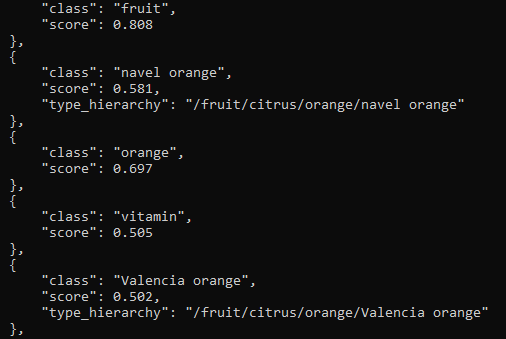 "class": "fruit",
"score": 0.808
},
{
"class": "navel orange",
"score": 0.581,
"type_hierarchy": "/fruit/citrus/orange/navel orange"
},
{
"class": "orange",
"score": 0.697
},
{
"class": "vitamin",
"score": 0.505
},
{
"class": "Valencia orange",
"score": 0.502,
"type_hierarchy": "/fruit/citrus/orange/Valencia orange"
},